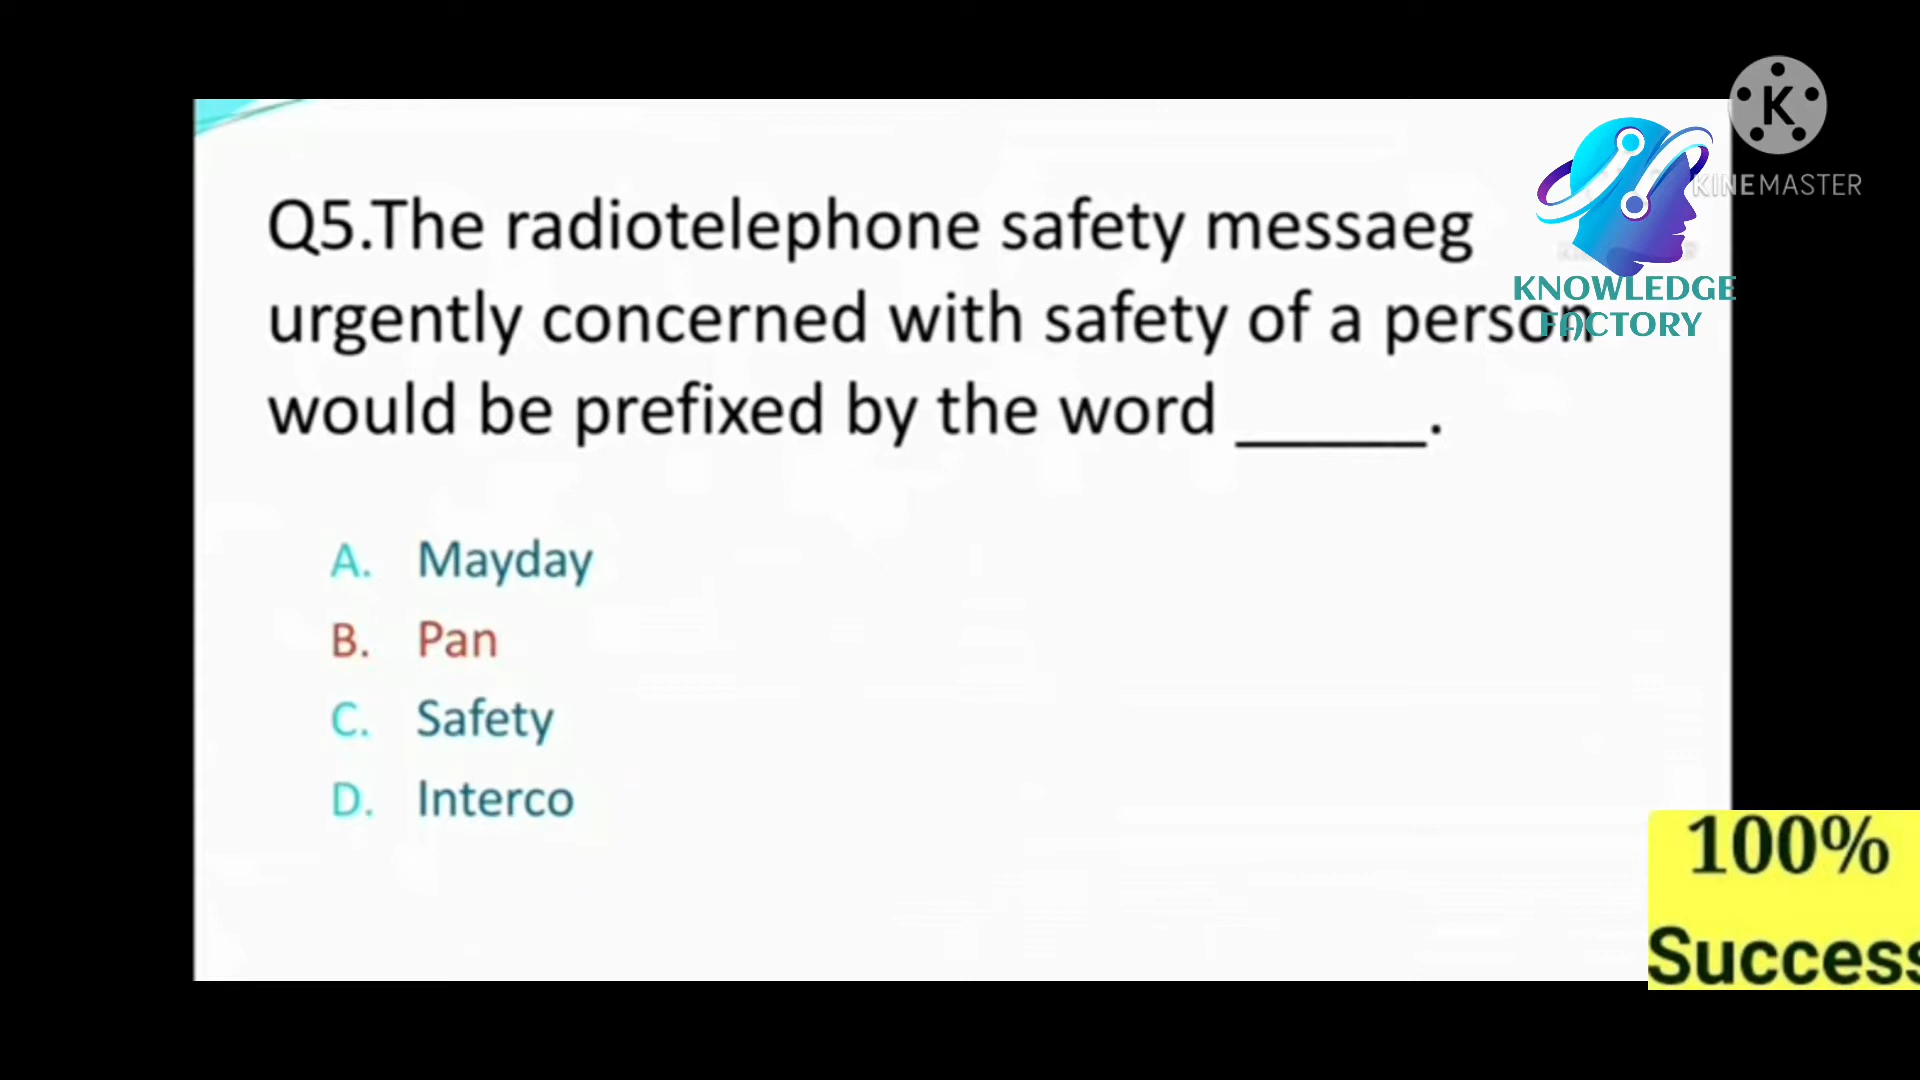 K
KINEMASTER
KNOWLEDGE
FACTORY
Q5.The radiotelephone safety messaeg
urgently concerned with safety of a person
would be prefixed by the word ______.
A. Mayday
B. Pan
C. Safety
D. Interco
100%
Success